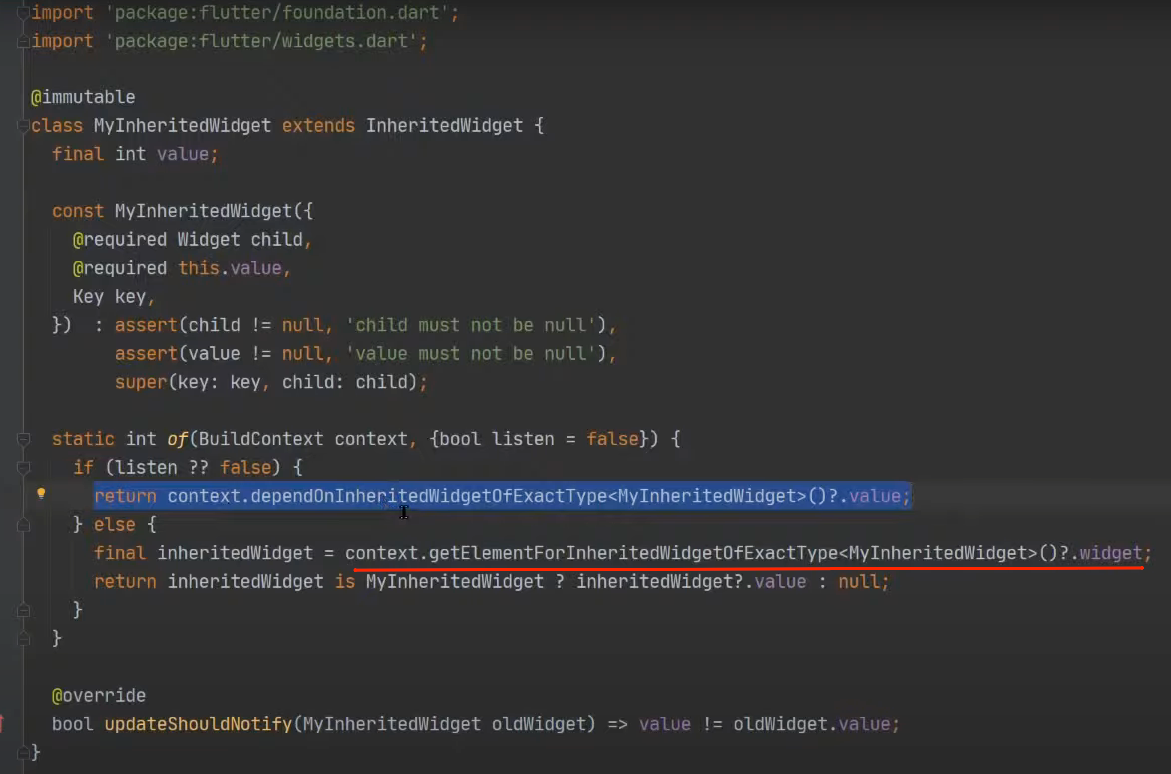 import 'package:flutter/foundation.dart';
import 'package:flutter/widgets.dart';

@immutable
class MyInheritedWidget extends InheritedWidget {
  final int value;

  const MyInheritedWidget({
    @required Widget child,
    @required this.value,
    Key key,
  })  : assert(child != null, 'child must not be null'),
        assert(value != null, 'value must not be null'),
        super(key: key, child: child);

  static int of(BuildContext context, {bool listen = false}) {
    if (listen ?? false) {
      return context.dependOnInheritedWidgetOfExactType<MyInheritedWidget>()?.value;
    } else {
      final inheritedWidget = context.getElementForInheritedWidgetOfExactType<MyInheritedWidget>()?.widget;
      return inheritedWidget is MyInheritedWidget ? inheritedWidget?.value : null;
    }
  }

  @override
  bool updateShouldNotify(MyInheritedWidget oldWidget) => value != oldWidget.value;
}